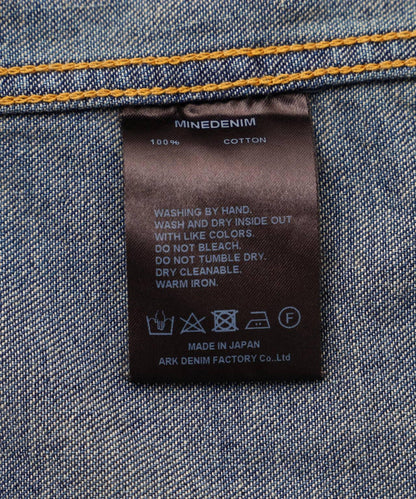 MINEDENIM
100% COTTON
WASHING BY HAND.
WASH AND DRY INSIDE OUT
WITH LIKE COLORS.
DO NOT BLEACH.
DO NOT TUMBLE DRY.
DRY CLEANABLE.
WARM IRON.
F
MADE IN JAPAN
ARK DENIM FACTORY Co.,Ltd